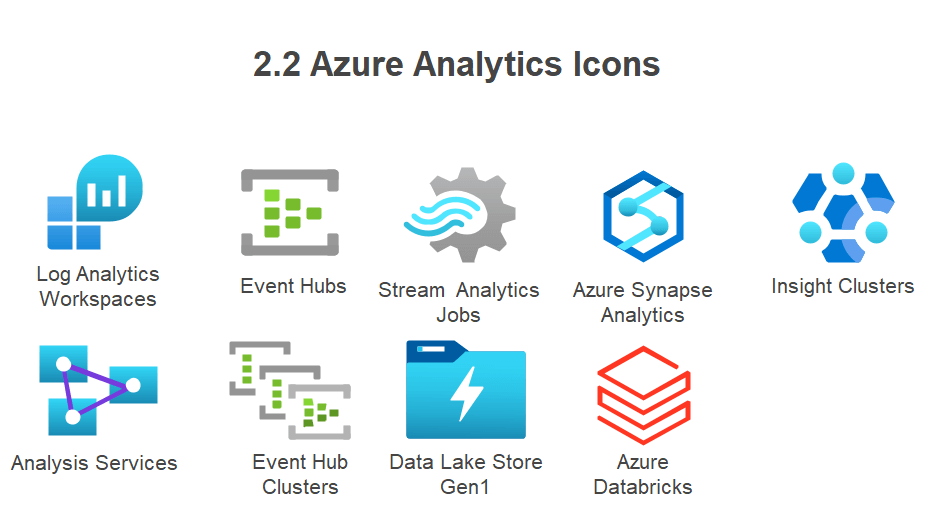 2.2 Azure Analytics Icons
Log Analytics
Workspaces
Event Hubs
Stream  Analytics
Jobs
Azure Synapse
Analytics
Insight Clusters
Analysis Services
Event Hub
Clusters
Data Lake Store
Gen1
Azure
Databricks